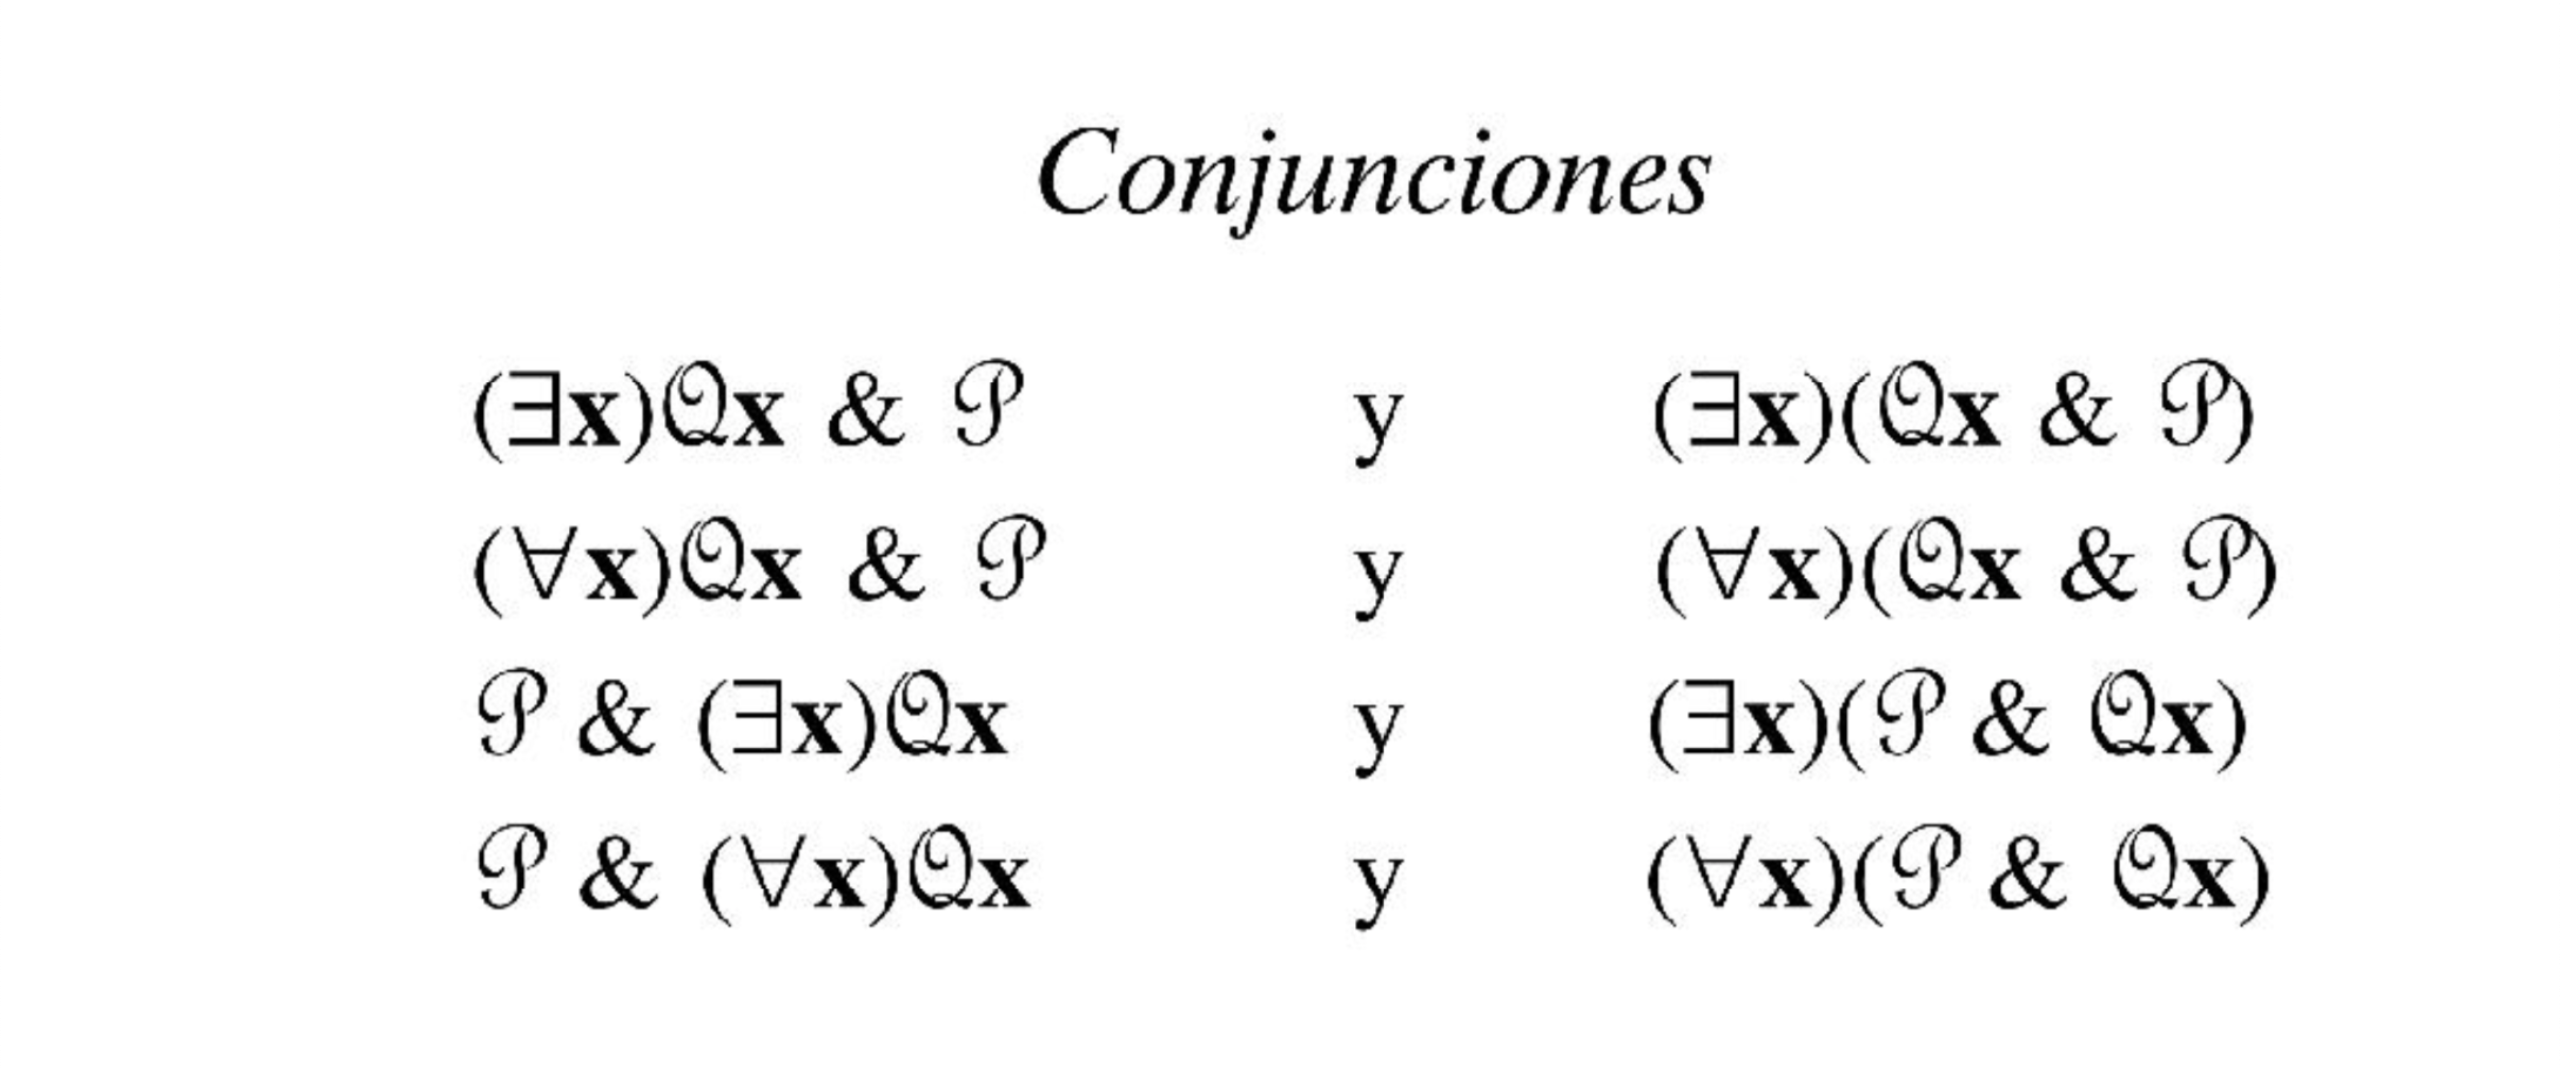 Conjunciones
(∃x)𝒬x & 𝒫 y (∃x)(𝒬x & 𝒫)
(∀x)𝒬x & 𝒫 y (∀x)(𝒬x & 𝒫)
𝒫 & (∃x)𝒬x y (∃x)(𝒫 & 𝒬x)
𝒫 & (∀x)𝒬x y (∀x)(𝒫 & 𝒬x)